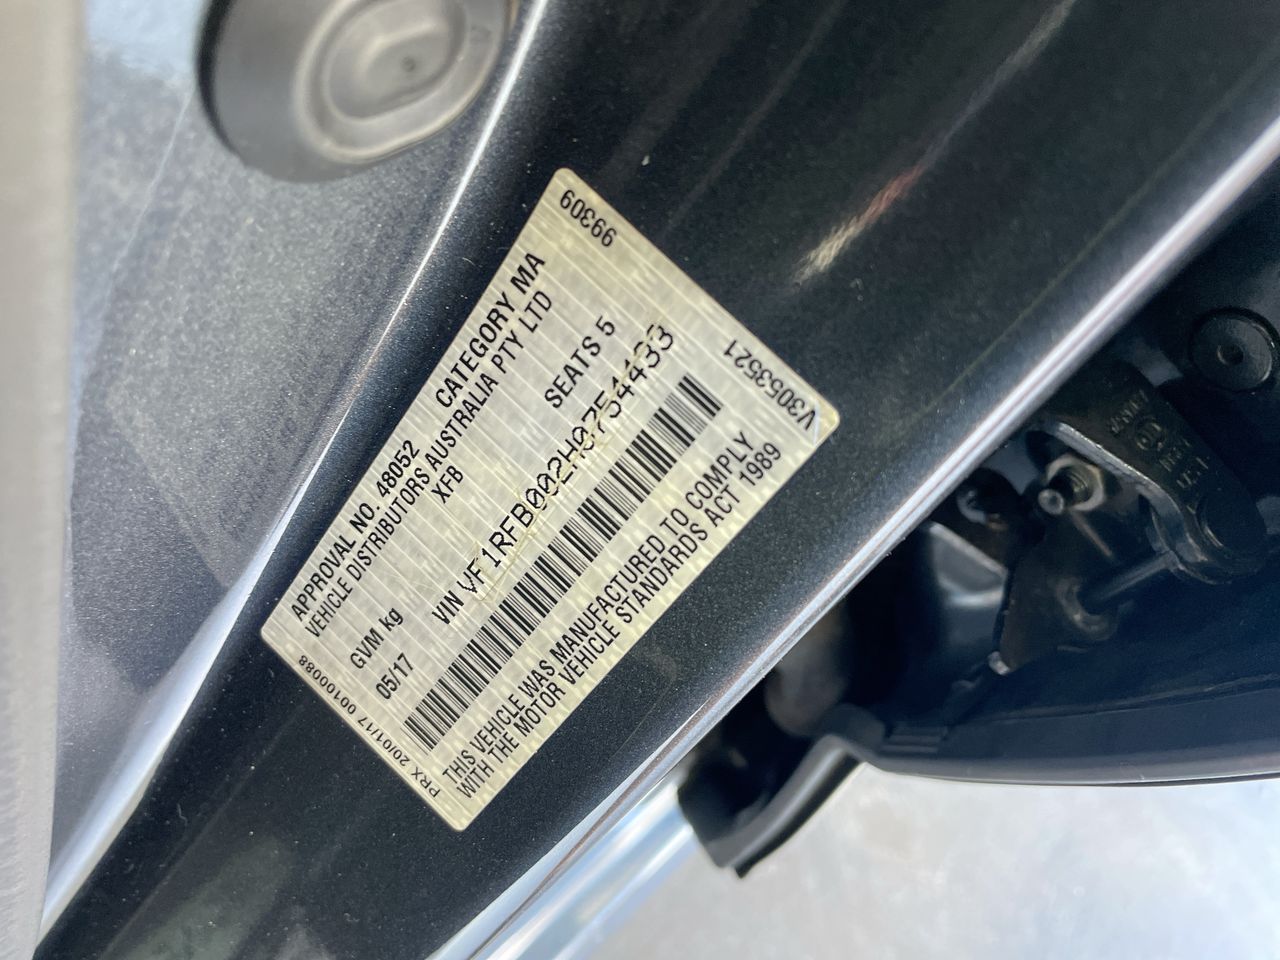 99309
APPROVAL NO. 48052 CATEGORY MA
VEHICLE DISTRIBUTORS AUSTRALIA PTY LTD
XFB
GVM kg SEATS 5
05/17
VIN VF1RFB002H0754433
THIS VEHICLE WAS MANUFACTURED TO COMPLY
WITH THE MOTOR VEHICLE STANDARDS ACT 1989
V3053521
PRX 20/01/17 00100088